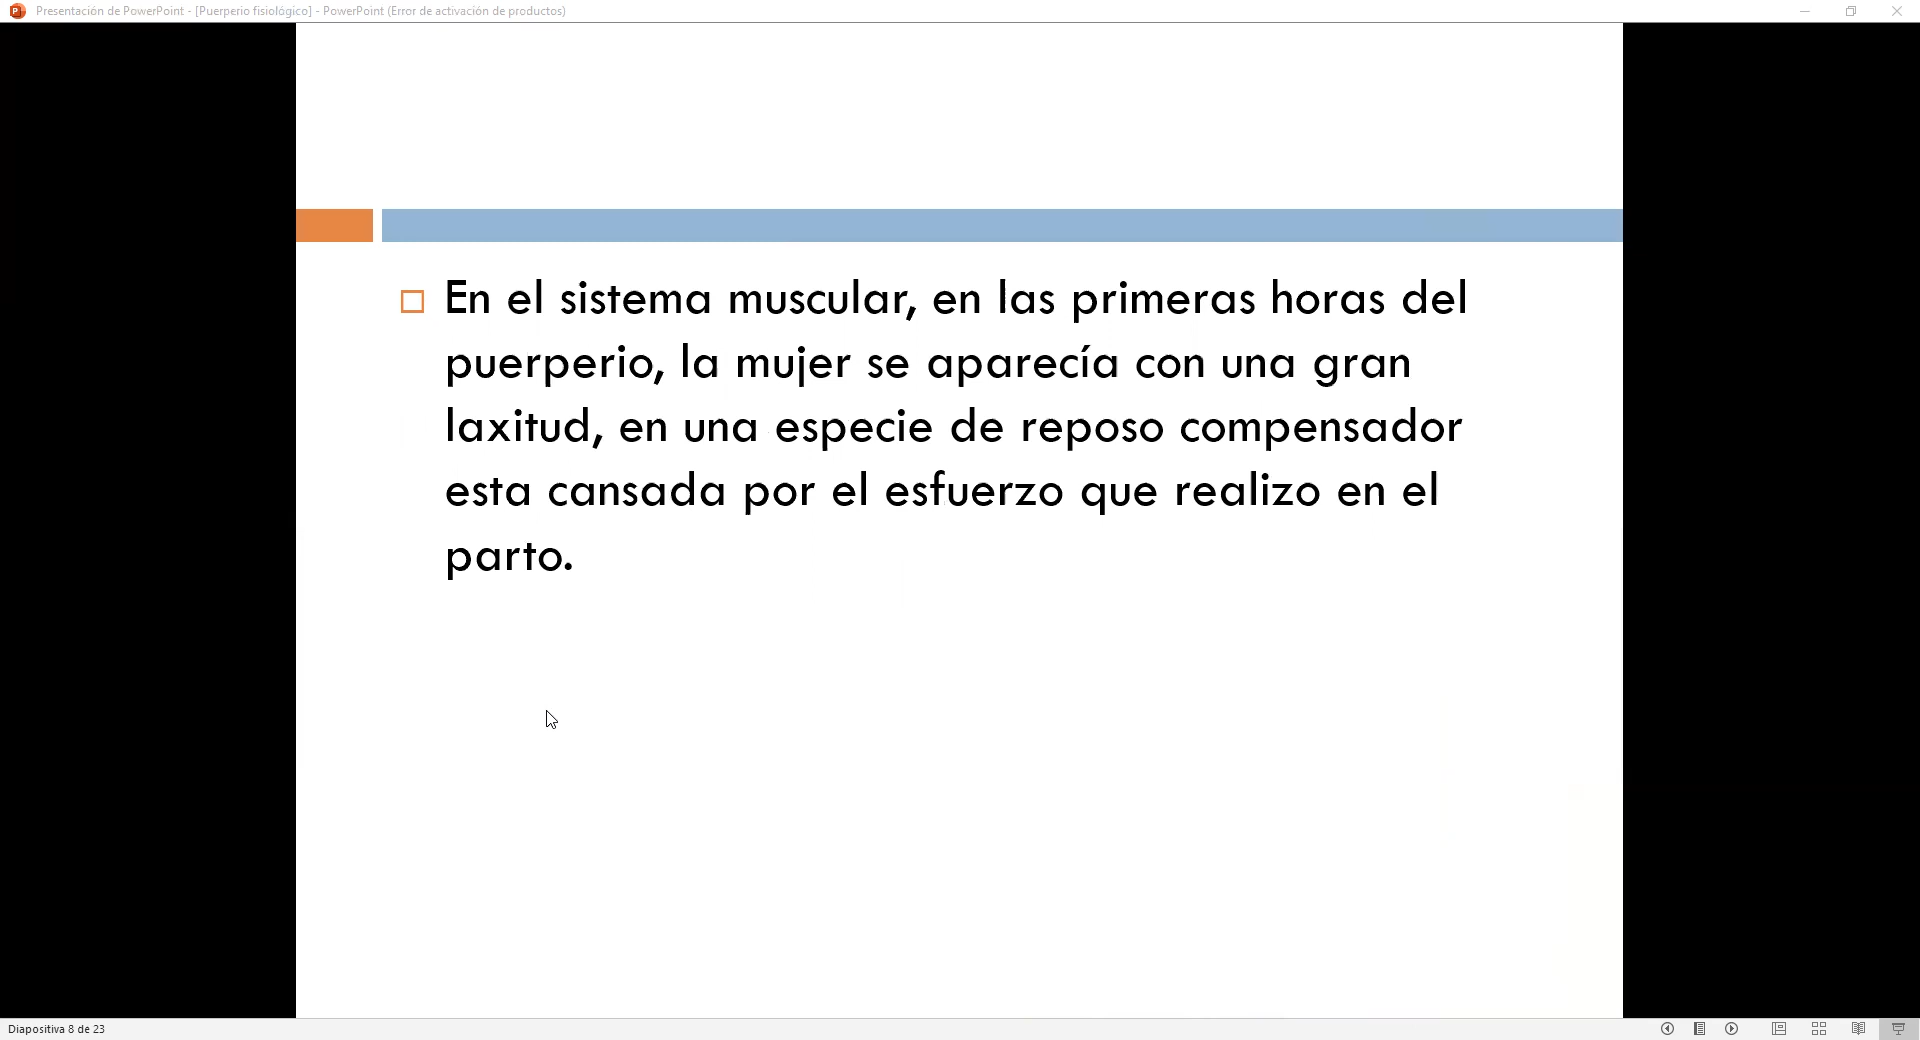 Presentación de PowerPoint - [Puerperio fisiológico] - PowerPoint (Error de activación de productos)
En el sistema muscular, en las primeras horas del
puerperio, la mujer se aparecía con una gran
laxitud, en una especie de reposo compensador
esta cansada por el esfuerzo que realizo en el
parto.
Diapositiva 8 de 23